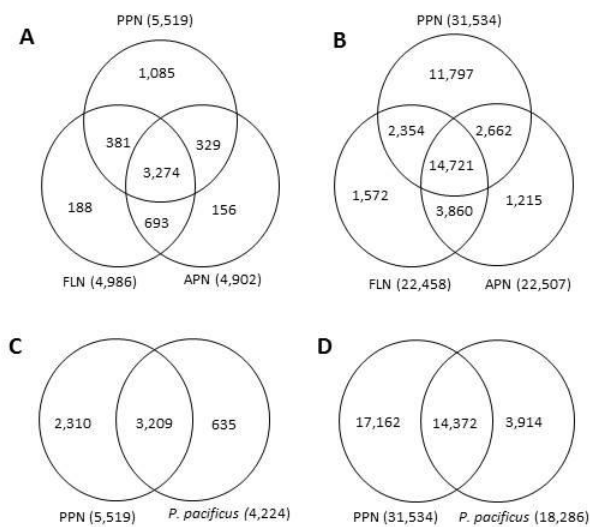 PPN (5,519)
A
1,085
381
329
3,274
188
693
156
FLN (4,986)
APN (4,902)
PPN (31,534)
B
11,797
2,354
2,662
14,721
1,572
3,860
1,215
FLN (22,458)
APN (22,507)
C
2,310
3,209
635
PPN (5,519)
P. pacificus (4,224)
D
17,162
14,372
3,914
PPN (31,534)
P. pacificus (18,286)